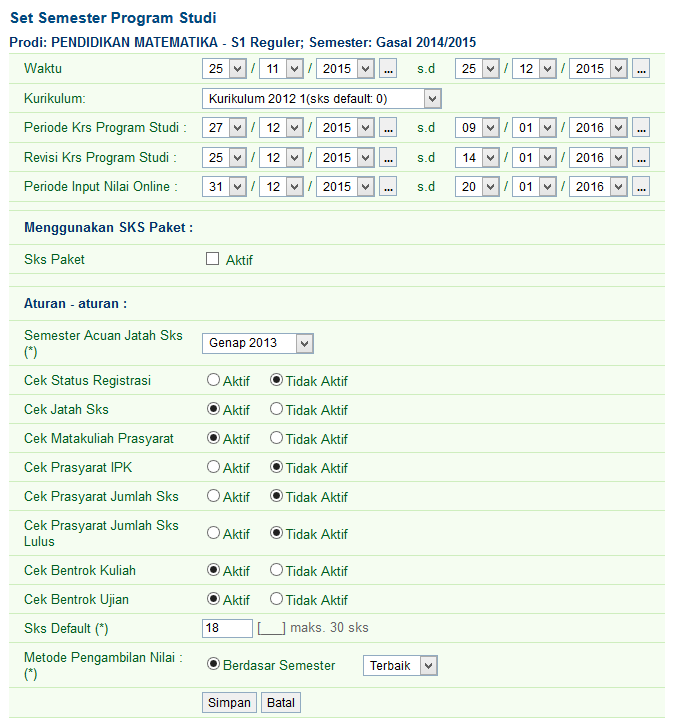 Set Semester Program Studi
Prodi: PENDIDIKAN MATEMATIKA - S1 Reguler; Semester: Gasal 2014/2015
Waktu 25 / 11 / 2015 ... s.d 25 / 12 / 2015 ...
Kurikulum: Kurikulum 2012 1(sks default: 0)
Periode Krs Program Studi : 27 / 12 / 2015 ... s.d 09 / 01 / 2016 ...
Revisi Krs Program Studi : 25 / 12 / 2015 ... s.d 14 / 01 / 2016 ...
Periode Input Nilai Online : 31 / 12 / 2015 ... s.d 20 / 01 / 2016 ...
Menggunakan SKS Paket :
Sks Paket Aktif
Aturan - aturan :
Semester Acuan Jatah Sks
(*) Genap 2013
Cek Status Registrasi Aktif Tidak Aktif
Cek Jatah Sks Aktif Tidak Aktif
Cek Matakuliah Prasyarat Aktif Tidak Aktif
Cek Prasyarat IPK Aktif Tidak Aktif
Cek Prasyarat Jumlah Sks Aktif Tidak Aktif
Cek Prasyarat Jumlah Sks
Lulus Aktif Tidak Aktif
Cek Bentrok Kuliah Aktif Tidak Aktif
Cek Bentrok Ujian Aktif Tidak Aktif
Sks Default (*) 18 [___] maks. 30 sks
Metode Pengambilan Nilai :
(*) Berdasar Semester Terbaik
Simpan Batal